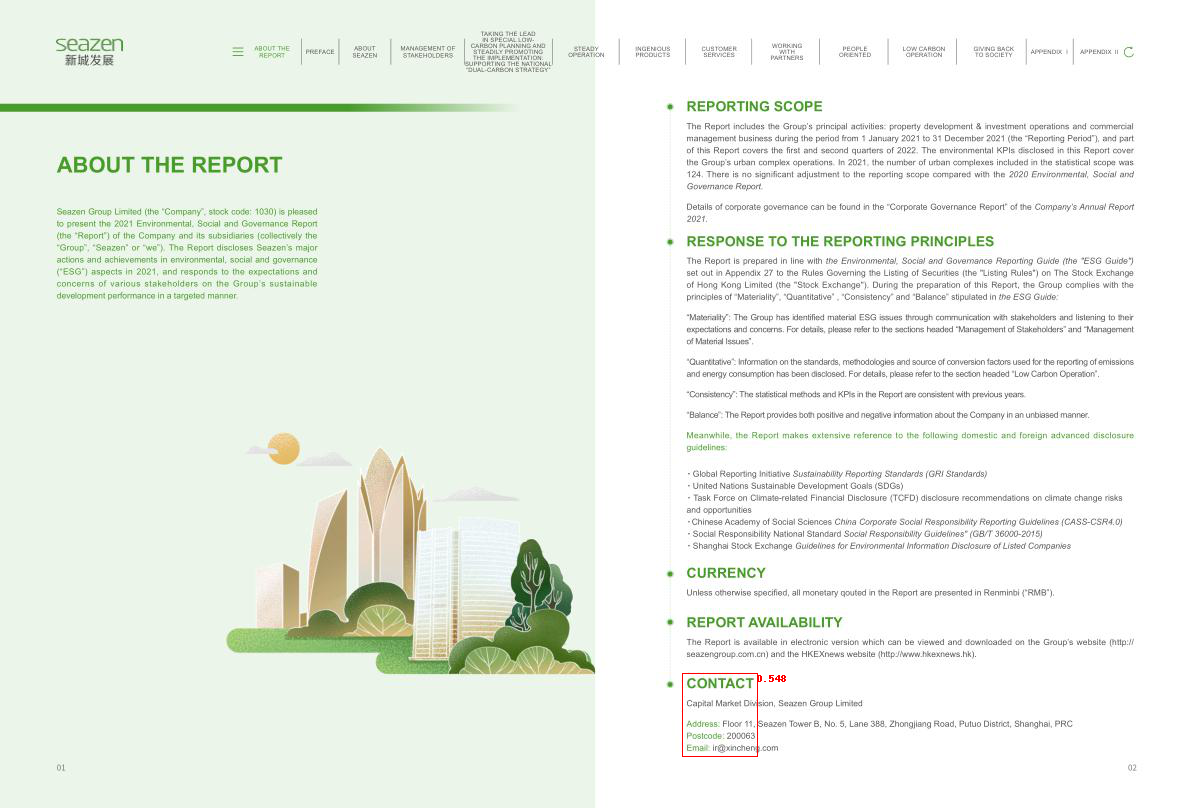 seazen
新城发展
ABOUT THE
REPORT
PREFACE
ABOUT
SEAZEN
MANAGEMENT OF
STAKEHOLDERS
TAKING THE LEAD
IN SPECIAL LOW-
CARBON PLANNING AND
STEADILY PROMOTING
THE IMPLEMENTATION:
SUPPORTING THE NATIONAL
"DUAL-CARBON STRATEGY"
STEADY
OPERATION
INGENIOUS
PRODUCTS
CUSTOMER
SERVICES
WORKING
WITH
PARTNERS
PEOPLE
ORIENTED
LOW CARBON
OPERATION
GIVING BACK
TO SOCIETY
APPENDIX I
APPENDIX II
ABOUT THE REPORT
Seazen Group Limited (the “Company”, stock code: 1030) is pleased
to present the 2021 Environmental, Social and Governance Report
(the “Report”) of the Company and its subsidiaries (collectively the
“Group”, “Seazen” or “we”). The Report discloses Seazen’s major
actions and achievements in environmental, social and governance
(“ESG”) aspects in 2021, and responds to the expectations and
concerns of various stakeholders on the Group’s sustainable
development performance in a targeted manner.
01
REPORTING SCOPE
The Report includes the Group’s principal activities: property development & investment operations and commercial
management business during the period from 1 January 2021 to 31 December 2021 (the “Reporting Period”), and part
of this Report covers the first and second quarters of 2022. The environmental KPIs disclosed in this Report cover
the Group’s urban complex operations. In 2021, the number of urban complexes included in the statistical scope was
124. There is no significant adjustment to the reporting scope compared with the 2020 Environmental, Social and
Governance Report.
Details of corporate governance can be found in the “Corporate Governance Report” of the Company’s Annual Report
2021.
RESPONSE TO THE REPORTING PRINCIPLES
The Report is prepared in line with the Environmental, Social and Governance Reporting Guide (the "ESG Guide")
set out in Appendix 27 to the Rules Governing the Listing of Securities (the "Listing Rules") on The Stock Exchange
of Hong Kong Limited (the "Stock Exchange"). During the preparation of this Report, the Group complies with the
principles of “Materiality”, “Quantitative” , “Consistency” and “Balance” stipulated in the ESG Guide:
“Materiality”: The Group has identified material ESG issues through communication with stakeholders and listening to their
expectations and concerns. For details, please refer to the sections headed “Management of Stakeholders” and “Management
of Material Issues”.
“Quantitative”: Information on the standards, methodologies and source of conversion factors used for the reporting of emissions
and energy consumption has been disclosed. For details, please refer to the section headed “Low Carbon Operation”.
“Consistency”: The statistical methods and KPIs in the Report are consistent with previous years.
“Balance”: The Report provides both positive and negative information about the Company in an unbiased manner.
Meanwhile, the Report makes extensive reference to the following domestic and foreign advanced disclosure
guidelines:
· Global Reporting Initiative Sustainability Reporting Standards (GRI Standards)
· United Nations Sustainable Development Goals (SDGs)
· Task Force on Climate-related Financial Disclosure (TCFD) disclosure recommendations on climate change risks
and opportunities
· Chinese Academy of Social Sciences China Corporate Social Responsibility Reporting Guidelines (CASS-CSR4.0)
· Social Responsibility National Standard Social Responsibility Guidelines" (GB/T 36000-2015)
· Shanghai Stock Exchange Guidelines for Environmental Information Disclosure of Listed Companies
CURRENCY
Unless otherwise specified, all monetary qouted in the Report are presented in Renminbi (“RMB”).
REPORT AVAILABILITY
The Report is available in electronic version which can be viewed and downloaded on the Group’s website (http://
seazengroup.com.cn) and the HKEXnews website (http://www.hkexnews.hk).
CONTACT
0.548
Capital Market Division, Seazen Group Limited
Address: Floor 11, Seazen Tower B, No. 5, Lane 388, Zhongjiang Road, Putuo District, Shanghai, PRC
Postcode: 200063
Email: ir@xincheng.com
02